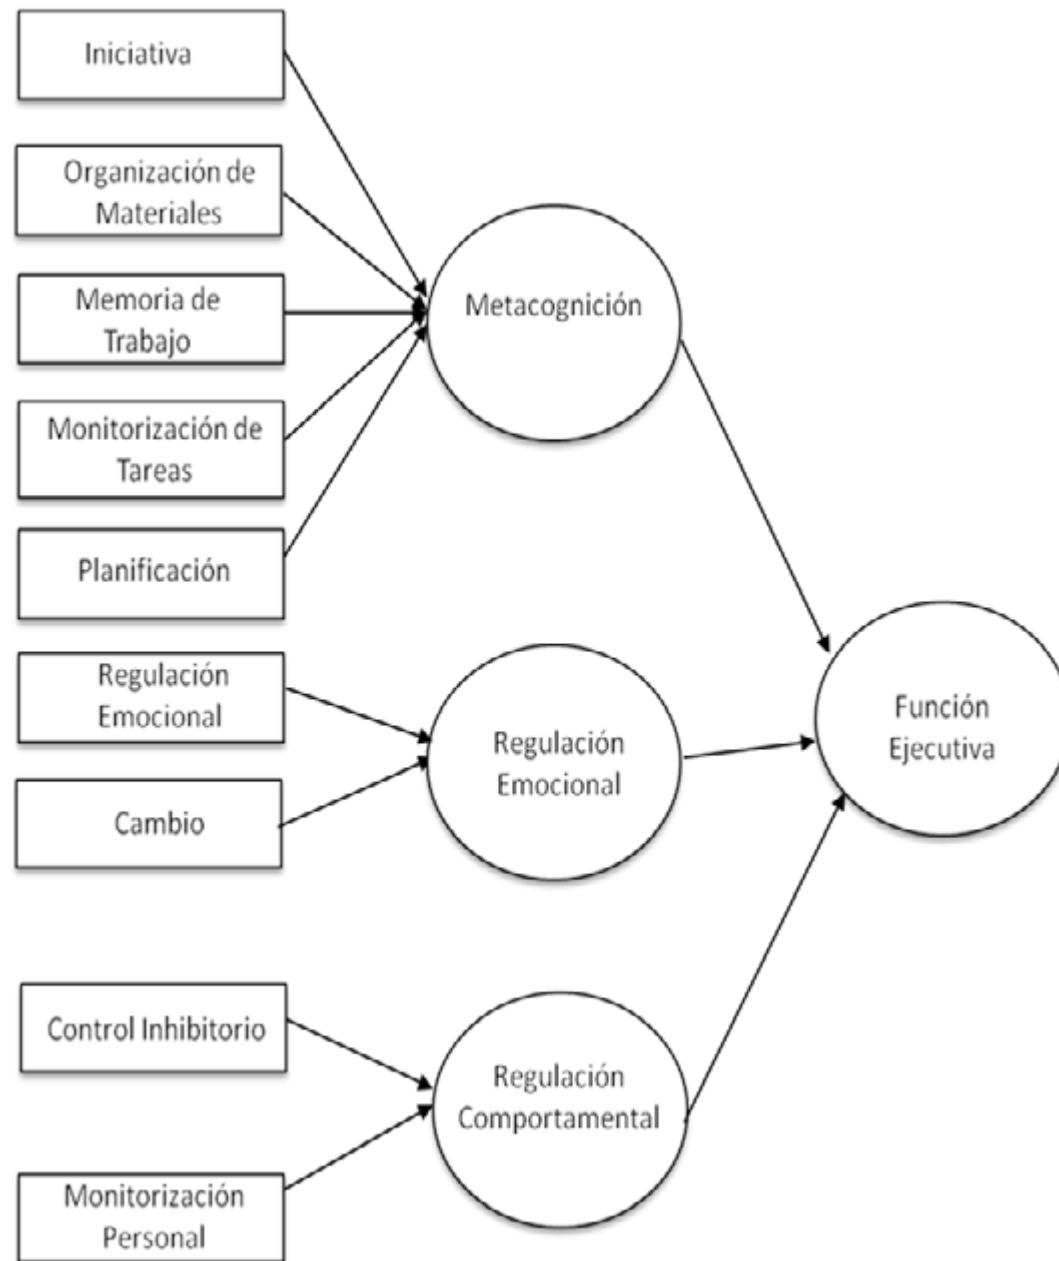 Iniciativa
Organización de
Materiales
Memoria de
Trabajo
Monitorización de
Tareas
Planificación
Regulación
Emocional
Cambio
Control Inhibitorio
Monitorización
Personal
Metacognición
Regulación
Emocional
Regulación
Comportamental
Función
Ejecutiva